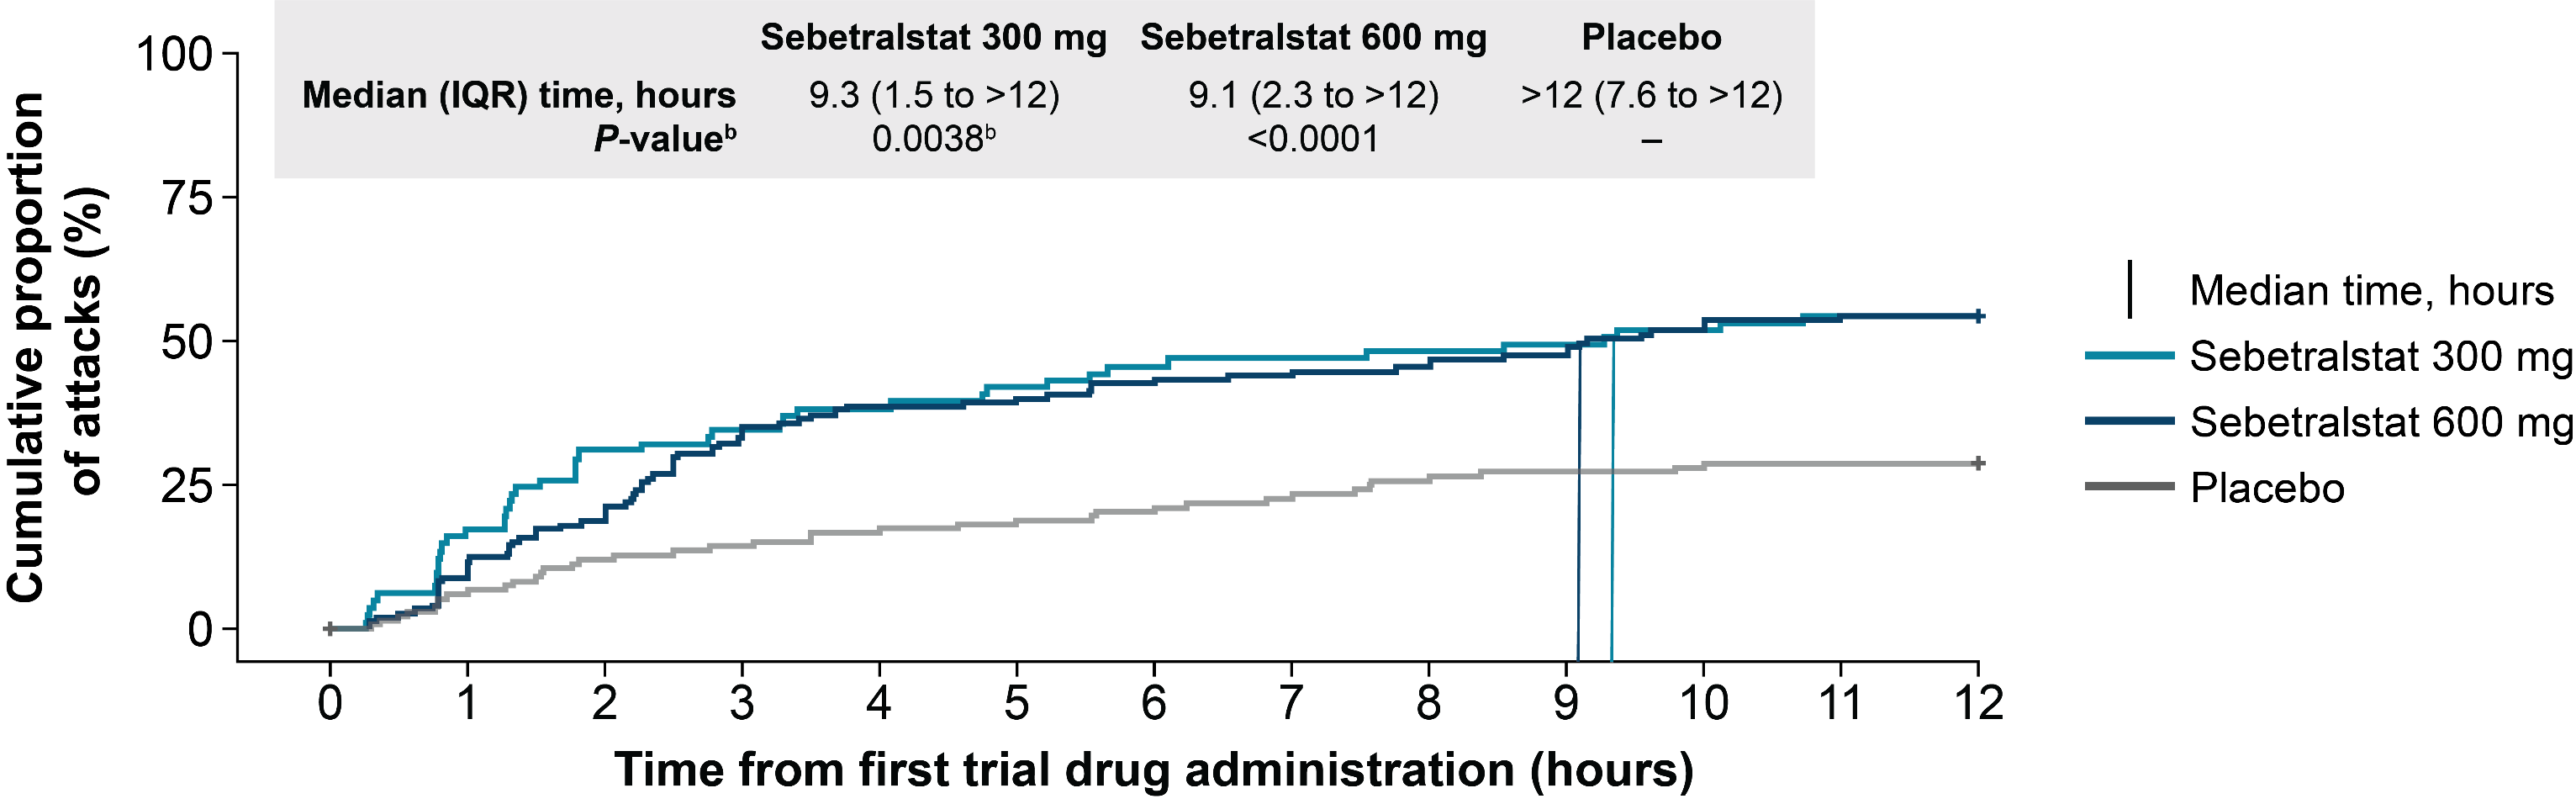 Sebetralstat 300 mg Sebetralstat 600 mg Placebo
Median (IQR) time, hours 9.3 (1.5 to >12) 9.1 (2.3 to >12) >12 (7.6 to >12)
P-valueᵇ 0.0038ᵇ <0.0001 –
Cumulative proportion
of attacks (%)
100
75
50
25
0
0 1 2 3 4 5 6 7 8 9 10 11 12
Time from first trial drug administration (hours)
Median time, hours
Sebetralstat 300 mg
Sebetralstat 600 mg
Placebo